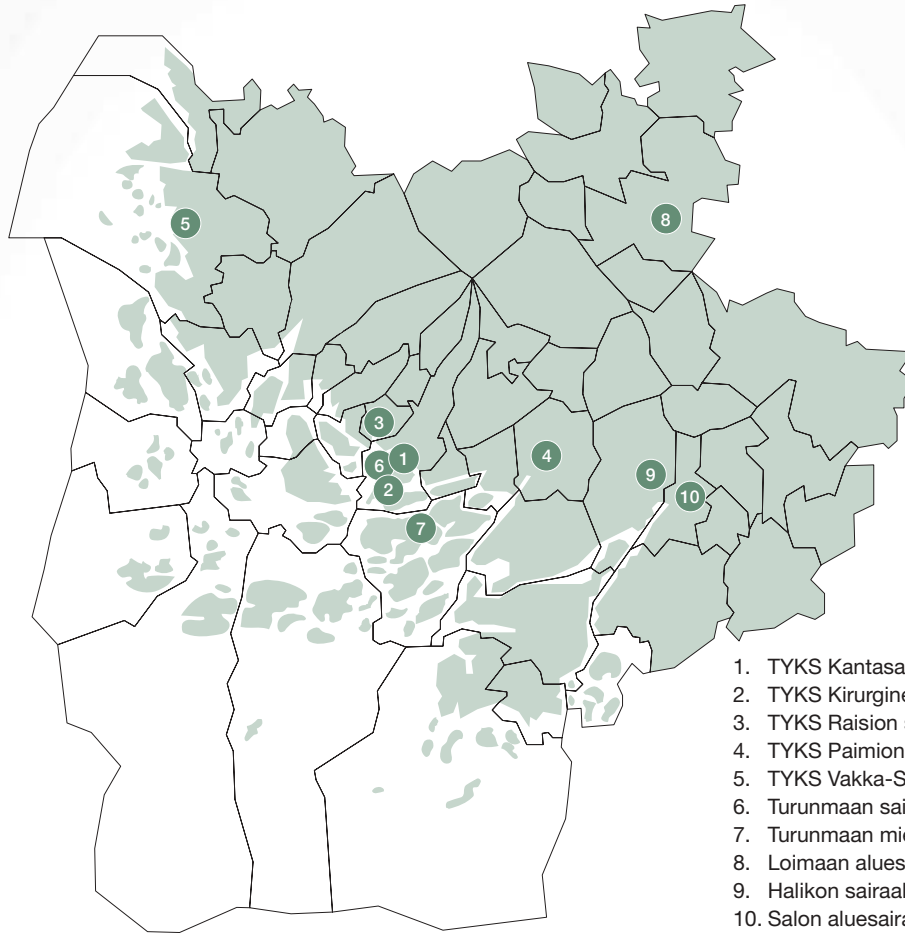 5
8
3
4
1
6
9
2
10
7
1. TYKS Kantasa
2. TYKS Kirurgine
3. TYKS Raision
4. TYKS Paimion
5. TYKS Vakka-S
6. Turunmaan sai
7. Turunmaan mie
8. Loimaan alues
9. Halikon sairaal
10. Salon aluesaira